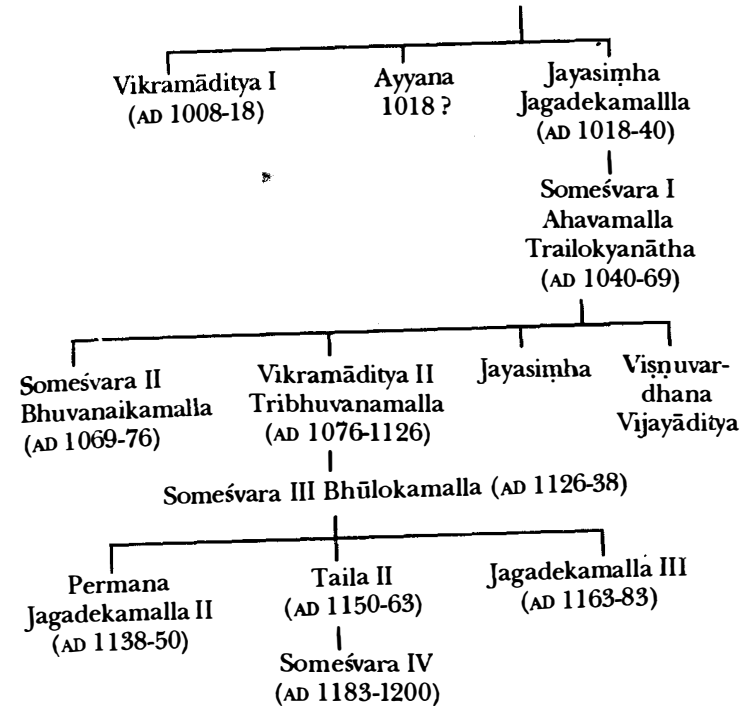 Vikramāditya I
(AD 1008-18)
Ayyana
1018 ?
Jayasiṃha
Jagadekamallla
(AD 1018-40)
Someśvara I
Ahavamalla
Trailokyanātha
(AD 1040-69)
Someśvara II
Bhuvanaikamalla
(AD 1069-76)
Vikramāditya II
Tribhuvanamalla
(AD 1076-1126)
Jayasiṃha
Viṣṇuvar-
dhana
Vijayāditya
Someśvara III Bhūlokamalla (AD 1126-38)
Permana
Jagadekamalla II
(AD 1138-50)
Taila II
(AD 1150-63)
Jagadekamalla III
(AD 1163-83)
Someśvara IV
(AD 1183-1200)